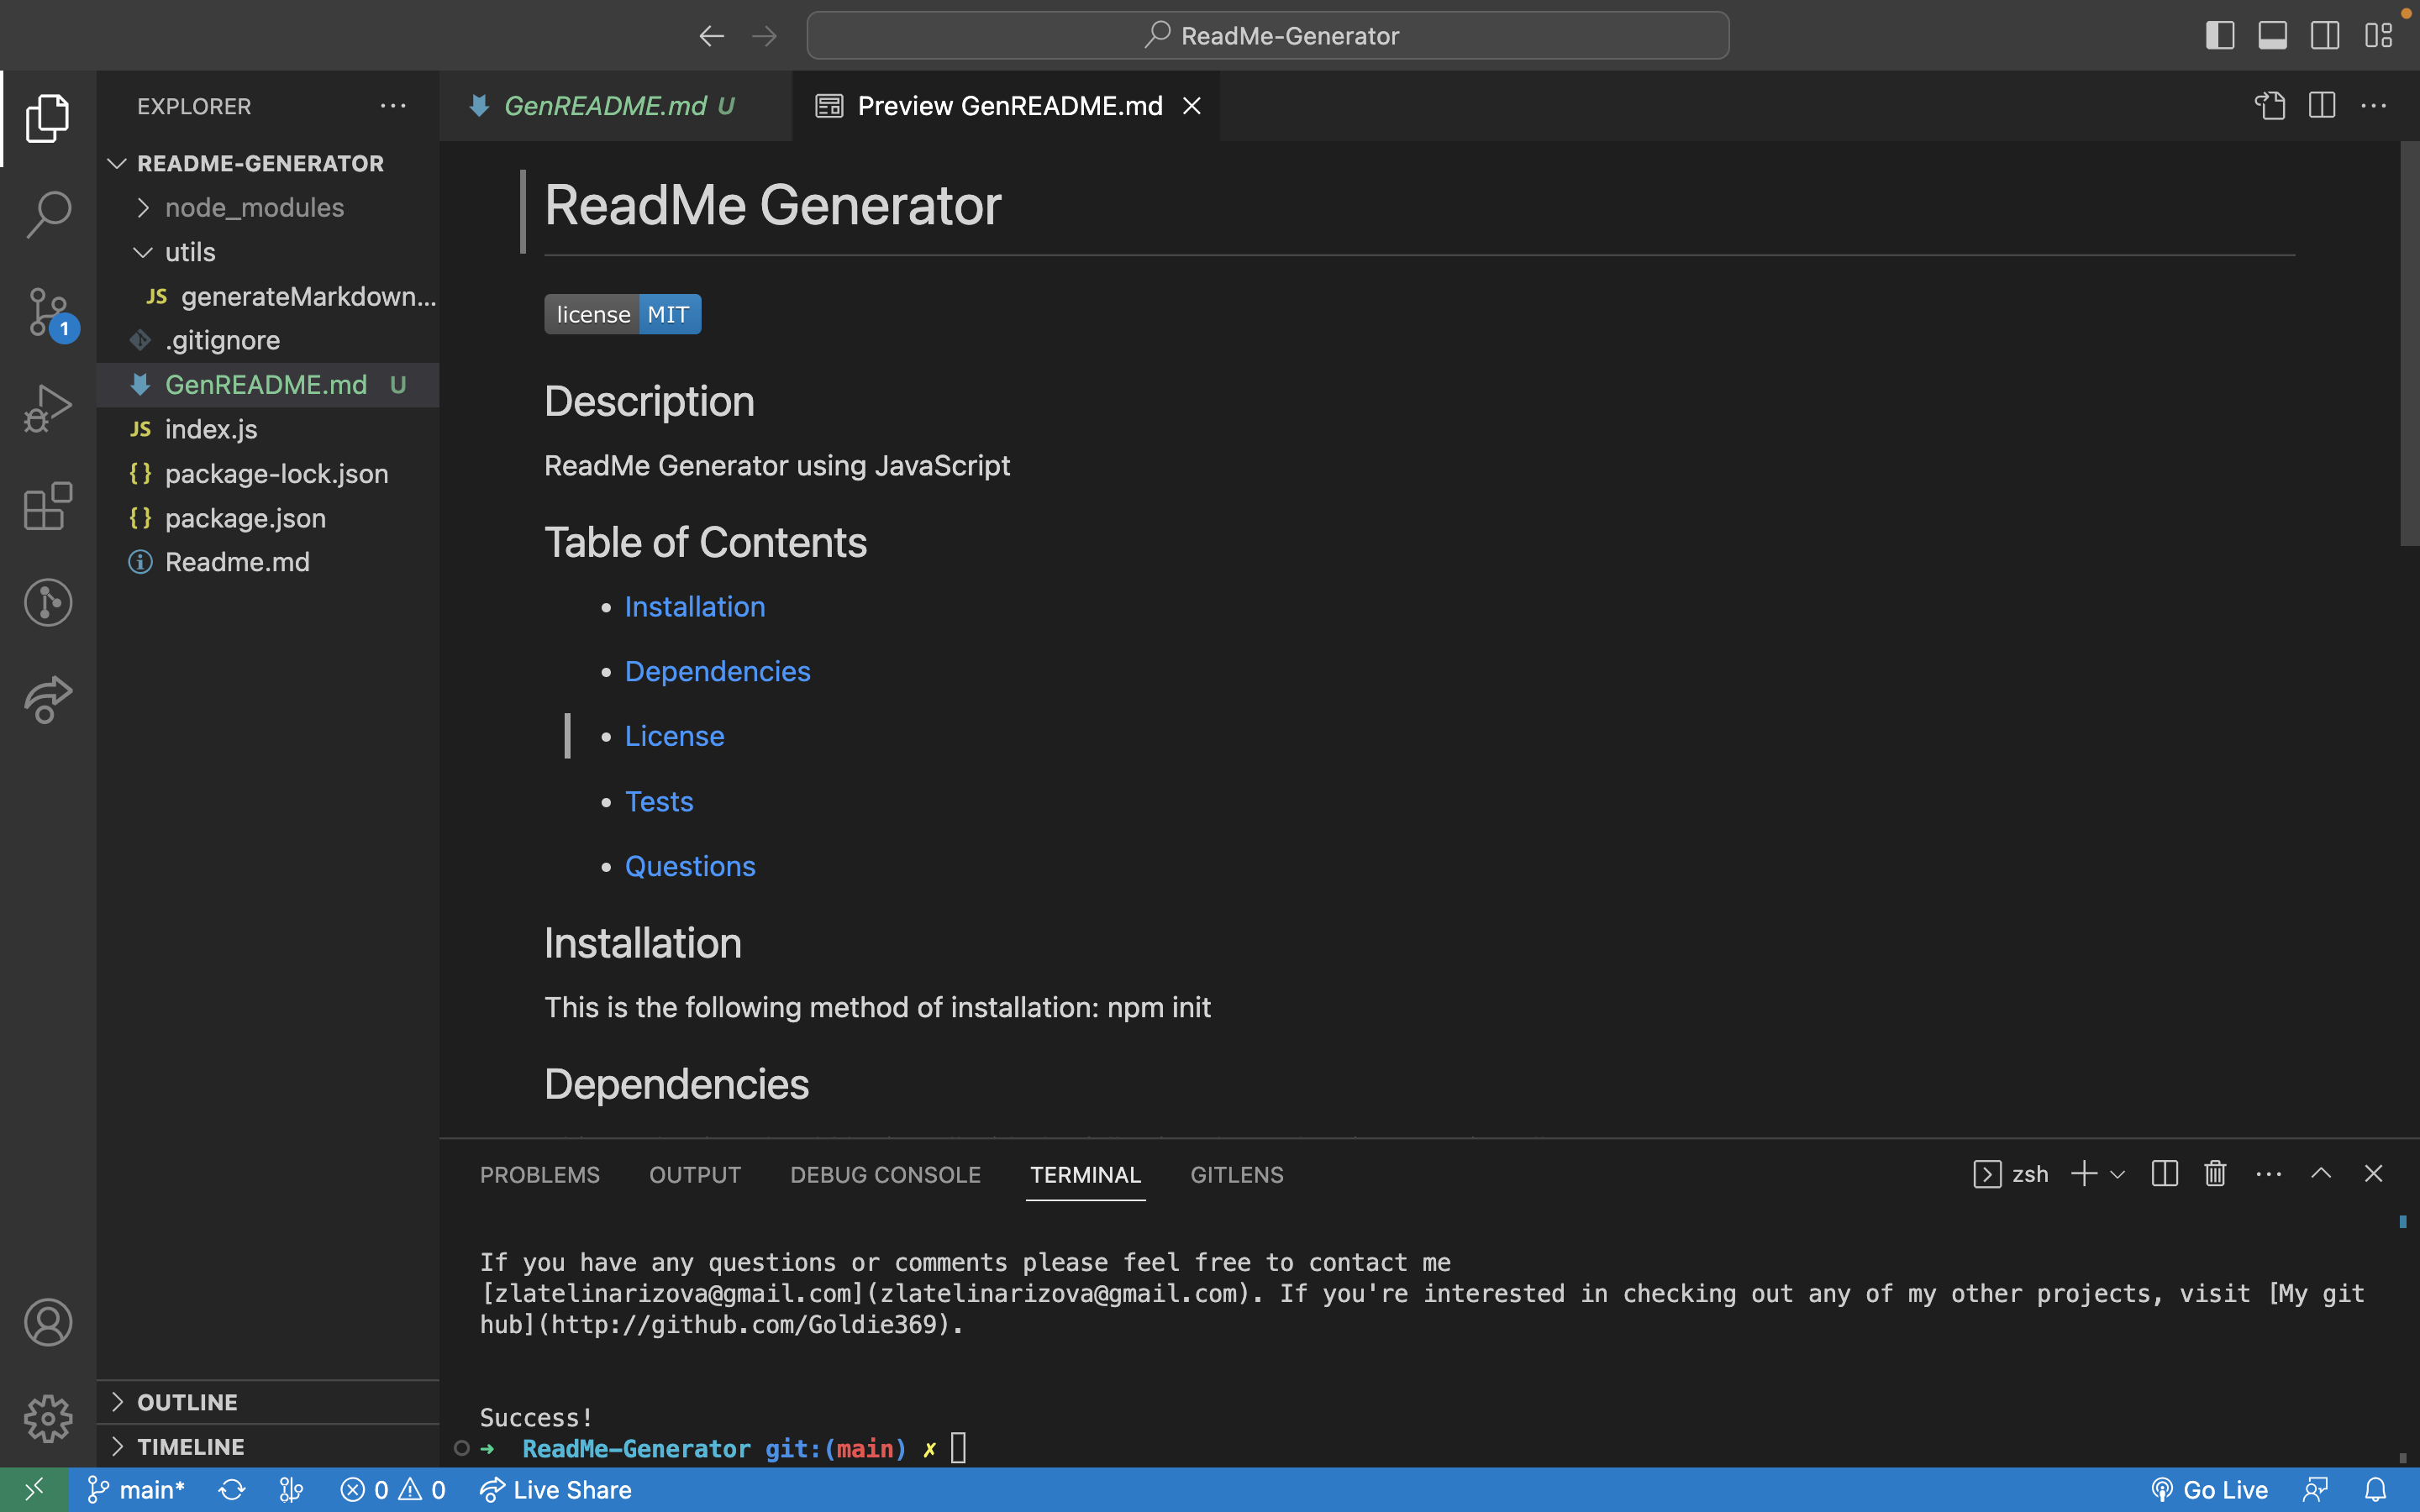 ReadMe-Generator
EXPLORER
README-GENERATOR
node_modules
utils
JS generateMarkdown...
.gitignore
GenREADME.md U
JS index.js
{} package-lock.json
{} package.json
Readme.md
OUTLINE
TIMELINE
1
GenREADME.md U
Preview GenREADME.md
ReadMe Generator
license MIT
Description
ReadMe Generator using JavaScript
Table of Contents
• Installation
• Dependencies
• License
• Tests
• Questions
Installation
This is the following method of installation: npm init
Dependencies
PROBLEMS OUTPUT DEBUG CONSOLE TERMINAL GITLENS
zsh
If you have any questions or comments please feel free to contact me
[zlatelinarizova@gmail.com](zlatelinarizova@gmail.com). If you're interested in checking out any of my other projects, visit [My git
hub](http://github.com/Goldie369).
Success!
➜ ReadMe-Generator git:(main) ✗
main* 0 0 Live Share
Go Live